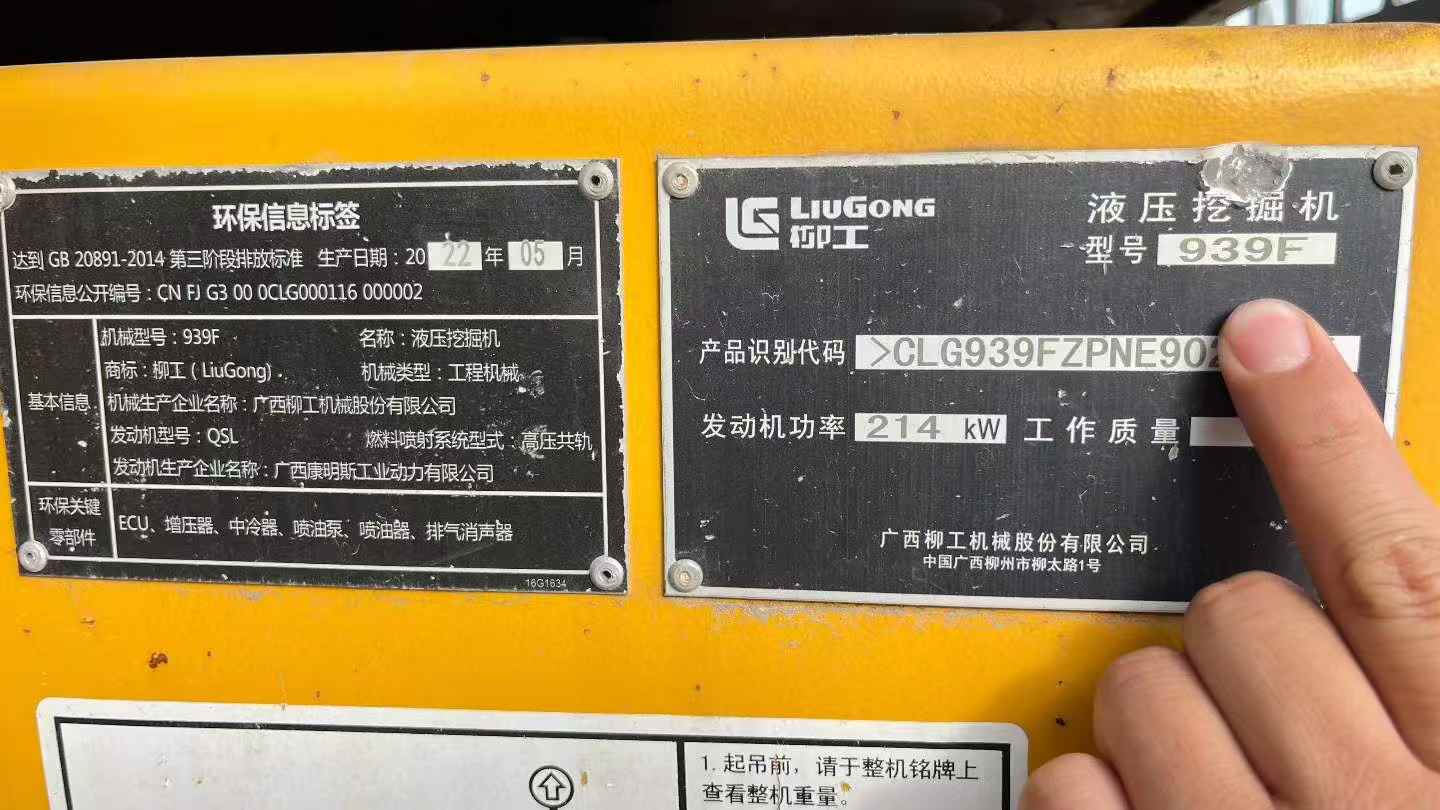 环保信息标签
达到 GB 20891-2014 第三阶段排放标准 生产日期：2022年05月
环保信息公开编号：CN FJ G3 00 0CLG000116 000002
基本信息
机械型号：939F 名称：液压挖掘机
商标：柳工（LiuGong) 机械类型：工程机械
机械生产企业名称：广西柳工机械股份有限公司
发动机型号：QSL 燃料喷射系统型式：高压共轨
发动机生产企业名称：广西康明斯工业动力有限公司
环保关键
零部件
ECU、增压器、中冷器、喷油泵、喷油器、排气消声器
16G1634
LG LIUGONG
柳工
液压挖掘机
型号 939F
产品识别代码 >CLG939FZPNE902
发动机功率 214 kW 工作质量
广西柳工机械股份有限公司
中国广西柳州市柳太路1号
1. 起吊前，请于整机铭牌上
查看整机重量。